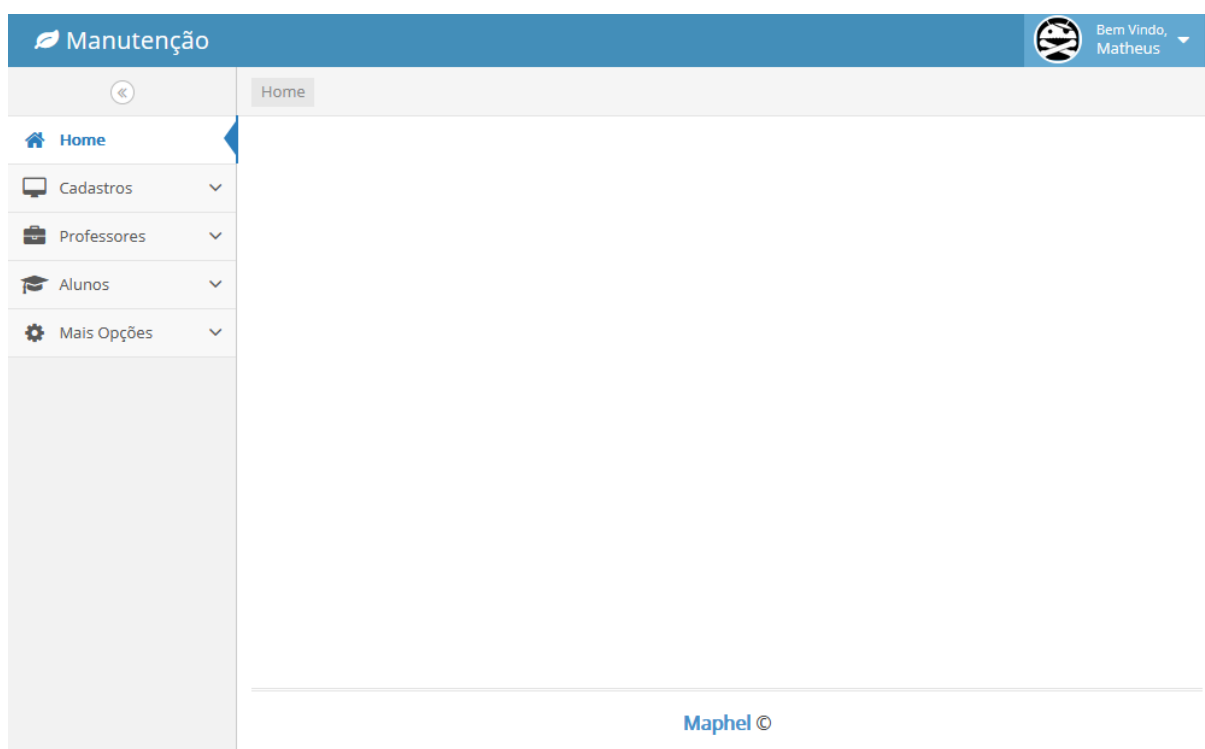 Manutenção
Bem Vindo,
Matheus
Home
Home
Cadastros
Professores
Alunos
Mais Opções
Maphel ©